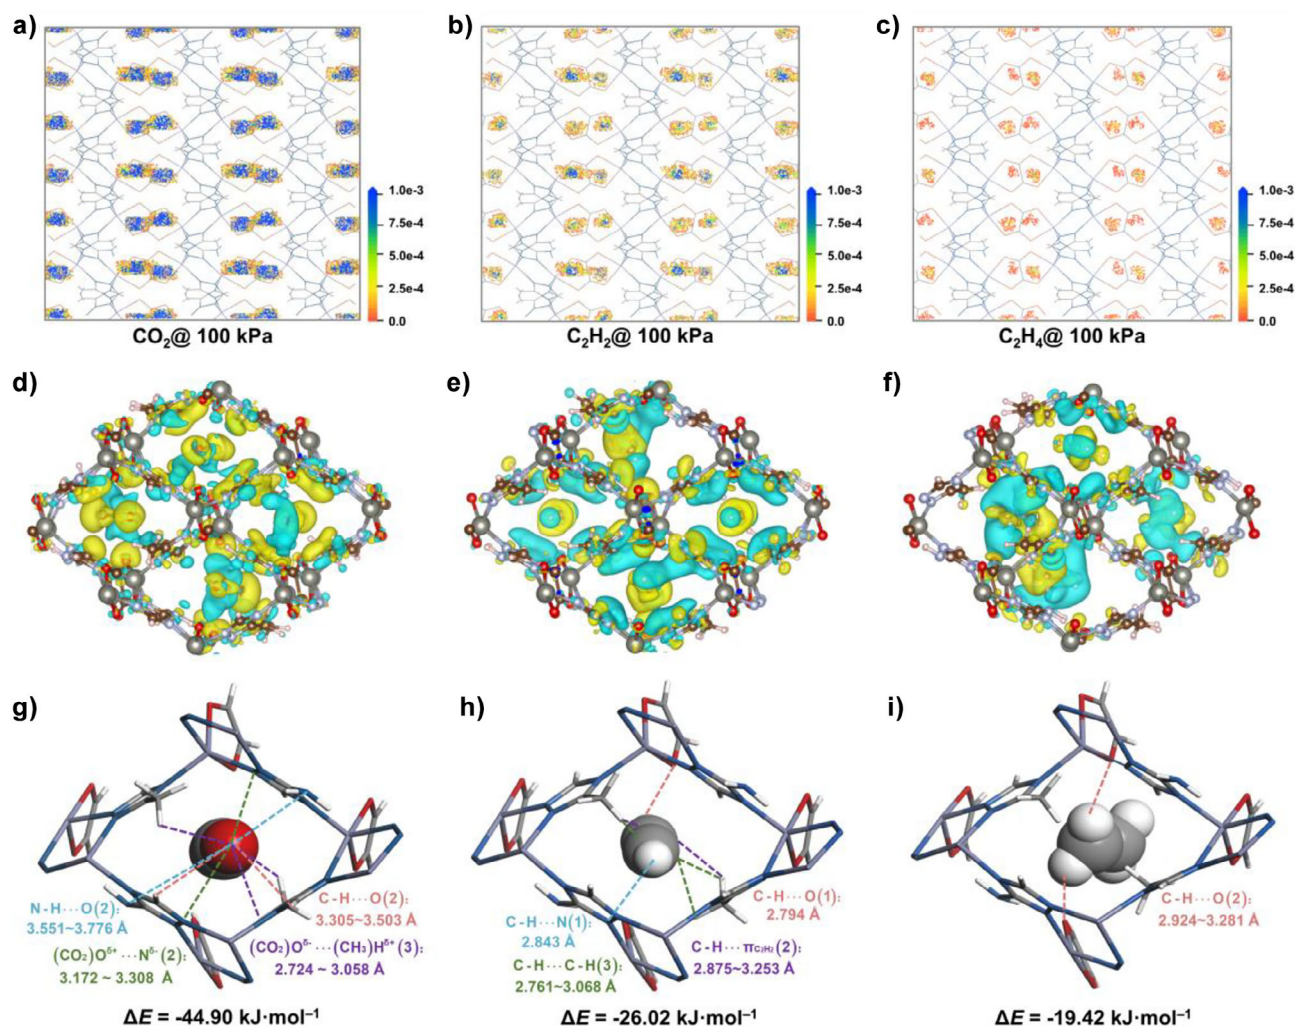 a)
b)
c)
1.0e-3
7.5e-4
5.0e-4
2.5e-4
0.0
1.0e-3
7.5e-4
5.0e-4
2.5e-4
0.0
1.0e-3
7.5e-4
5.0e-4
2.5e-4
0.0
CO₂@ 100 kPa
C₂H₂@ 100 kPa
C₂H₄@ 100 kPa
d)
e)
f)
g)
h)
i)
N-H···O(2):
3.551~3.776 Å
C-H···O(2):
3.305~3.503 Å
(CO₂)Oᵟ⁺···Nᵟ⁻(2):
3.172 ~ 3.308 Å
(CO₂)Oᵟ⁻···(CH₃)Hᵟ⁺(3):
2.724 ~ 3.058 Å
ΔE = -44.90 kJ·mol⁻¹
C-H···O(1):
2.794 Å
C-H···N(1):
2.843 Å
C-H···π_C₂H₂(2):
2.875~3.253 Å
C-H···C-H(3):
2.761~3.068 Å
ΔE = -26.02 kJ·mol⁻¹
C-H···O(2):
2.924~3.281 Å
ΔE = -19.42 kJ·mol⁻¹